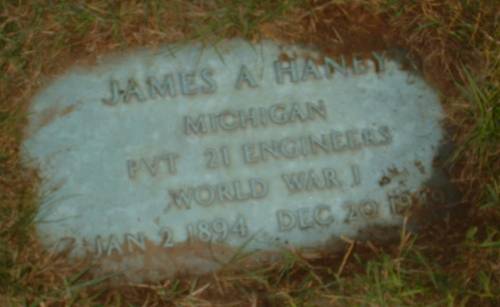 JAMES A HANEY
MICHIGAN
PVT 21 ENGINEERS
WORLD WAR I
JAN 2 1894 DEC 20